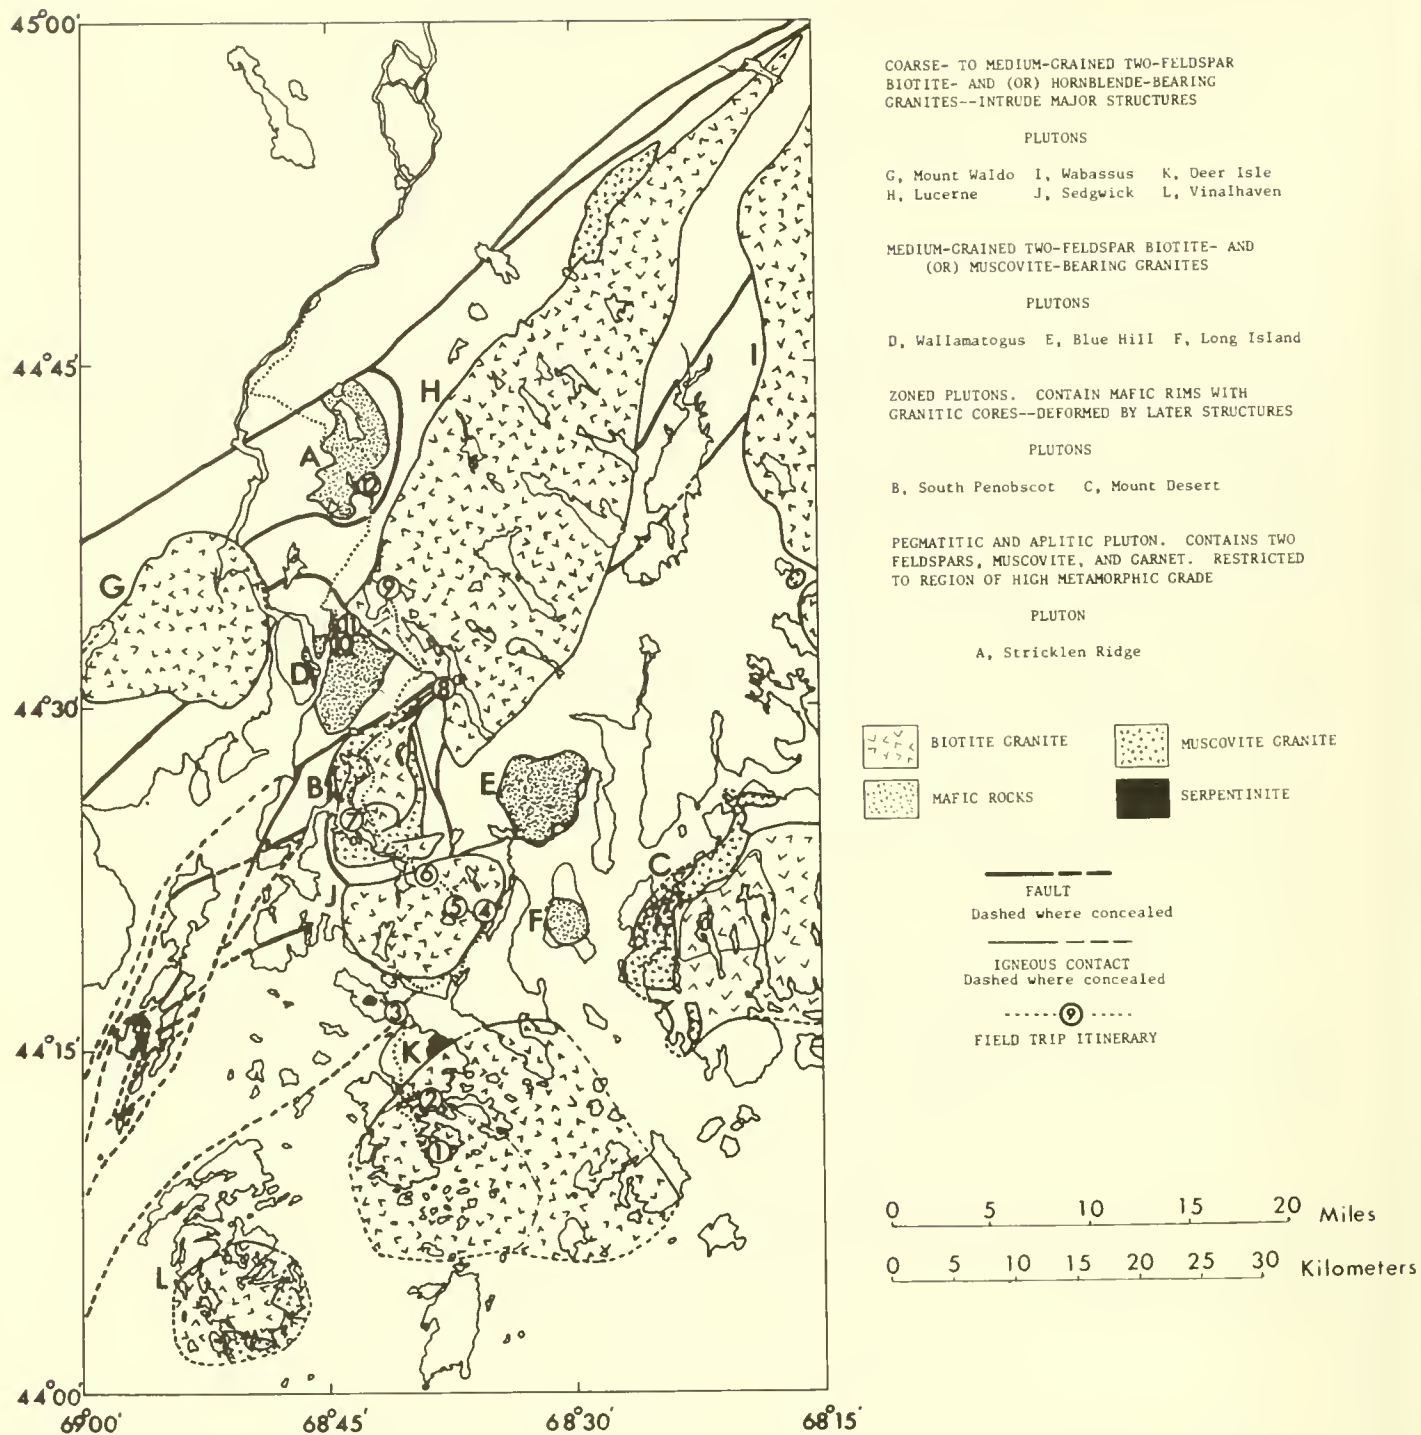 45°00'
44°45'
44°30'
44°15'
44°00'
69°00' 68°45' 68°30' 68°15'
H
I
A
12
G
9
11
10
D
8
B
E
7
C
6
J
5 4
F
3
K
2
1
L
COARSE- TO MEDIUM-GRAINED TWO-FELDSPAR
BIOTITE- AND (OR) HORNBLENDE-BEARING
GRANITES--INTRUDE MAJOR STRUCTURES
PLUTONS
G, Mount Waldo I, Wabassus K, Deer Isle
H, Lucerne J, Sedgwick L, Vinalhaven
MEDIUM-GRAINED TWO-FELDSPAR BIOTITE- AND
(OR) MUSCOVITE-BEARING GRANITES
PLUTONS
D, Wallamatogus E, Blue Hill F, Long Island
ZONED PLUTONS. CONTAIN MAFIC RIMS WITH
GRANITIC CORES--DEFORMED BY LATER STRUCTURES
PLUTONS
B, South Penobscot C, Mount Desert
PEGMATITIC AND APLITIC PLUTON. CONTAINS TWO
FELDSPARS, MUSCOVITE, AND GARNET. RESTRICTED
TO REGION OF HIGH METAMORPHIC GRADE
PLUTON
A, Stricklen Ridge
BIOTITE GRANITE MUSCOVITE GRANITE
MAFIC ROCKS SERPENTINITE
FAULT
Dashed where concealed
IGNEOUS CONTACT
Dashed where concealed
9
FIELD TRIP ITINERARY
0 5 10 15 20 Miles
0 5 10 15 20 25 30 Kilometers